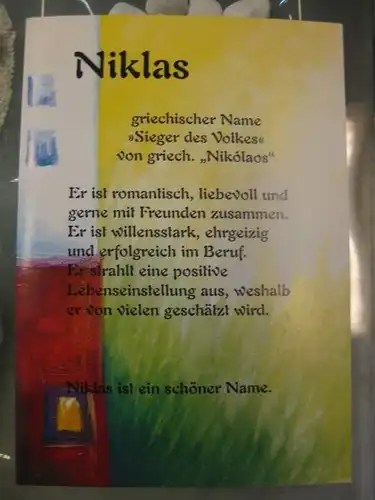 Niklas
griechischer Name
»Sieger des Volkes«
von griech. „Nikólaos“
Er ist romantisch, liebevoll und
gerne mit Freunden zusammen.
Er ist willensstark, ehrgeizig
und erfolgreich im Beruf.
Er strahlt eine positive
Lebenseinstellung aus, weshalb
er von vielen geschätzt wird.
Niklas ist ein schöner Name.